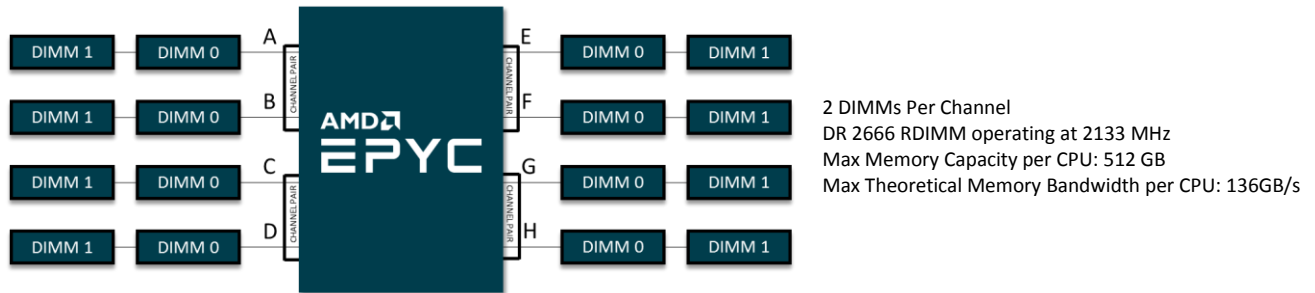 A
E
DIMM 1 DIMM 0 CHANNEL PAIR CHANNEL PAIR DIMM 0 DIMM 1
B
F
DIMM 1 DIMM 0 DIMM 0 DIMM 1
AMD
EPYC
C
G
DIMM 1 DIMM 0 CHANNEL PAIR CHANNEL PAIR DIMM 0 DIMM 1
D
H
DIMM 1 DIMM 0 DIMM 0 DIMM 1
2 DIMMs Per Channel
DR 2666 RDIMM operating at 2133 MHz
Max Memory Capacity per CPU: 512 GB
Max Theoretical Memory Bandwidth per CPU: 136GB/s